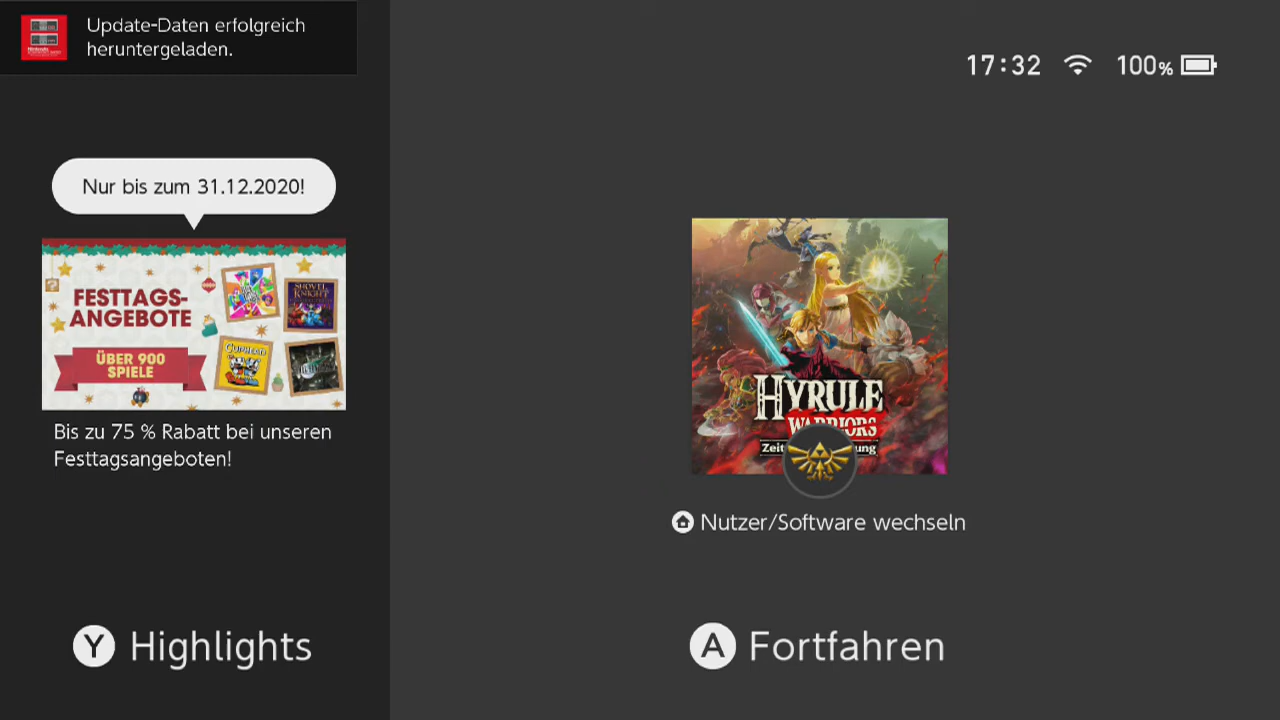 Update-Daten erfolgreich
heruntergeladen.
17:32
100%
Nur bis zum 31.12.2020!
FESTTAGS-
ANGEBOTE
ÜBER 900
SPIELE
SHOVEL
KNIGHT
CUPHEAD
Bis zu 75 % Rabatt bei unseren
Festtagsangeboten!
HYRULE
WARRIORS
Nutzer/Software wechseln
Y Highlights
A Fortfahren